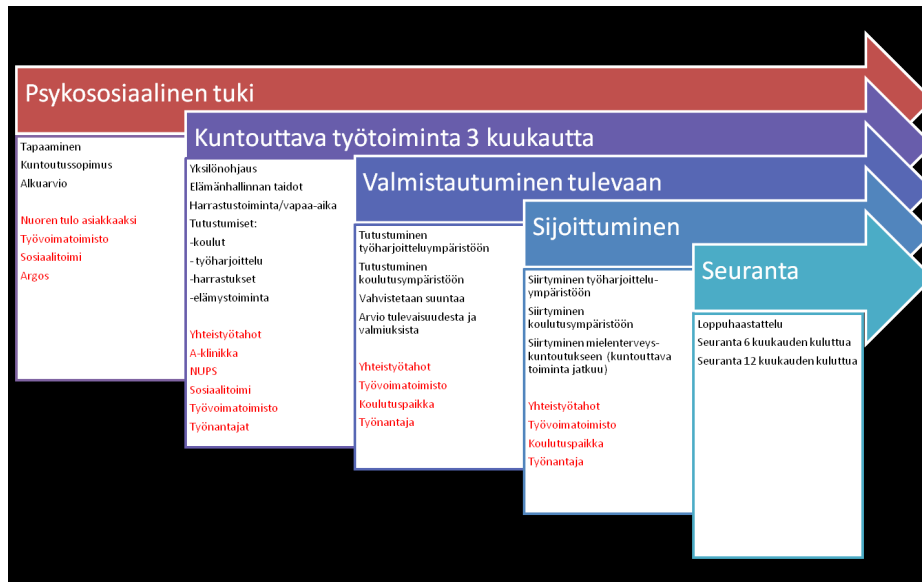 Psykososiaalinen tuki
Tapaaminen
Kuntoutussopimus
Alkuarvio
Nuoren tulo asiakkaaksi
Työvoimatoimisto
Sosiaalitoimi
Argos
Kuntouttava työtoiminta 3 kuukautta
Yksilönohjaus
Elämänhallinnan taidot
Harrastustoiminta/vapaa-aika
Tutustumiset:
-koulut
- työharjoittelu
-harrastukset
-elämystoiminta
Yhteistyötahot
A-klinikka
NUPS
Sosiaalitoimi
Työvoimatoimisto
Työnantajat
Valmistautuminen tulevaan
Tutustuminen
työharjoitteluympäristöön
Tutustuminen
koulutusympäristöön
Vahvistetaan suuntaa
Arvio tulevaisuudesta ja
valmiuksista
Yhteistyötahot
Työvoimatoimisto
Koulutuspaikka
Työnantaja
Sijoittuminen
Siirtyminen työharjoittelu-
ympäristöön
Siirtyminen
koulutusympäristöön
Siirtyminen mielenterveys-
kuntoutukseen (kuntouttava
toiminta jatkuu)
Yhteistyötahot
Työvoimatoimisto
Koulutuspaikka
Työnantaja
Seuranta
Loppuhaastattelu
Seuranta 6 kuukauden kuluttua
Seuranta 12 kuukauden kuluttua